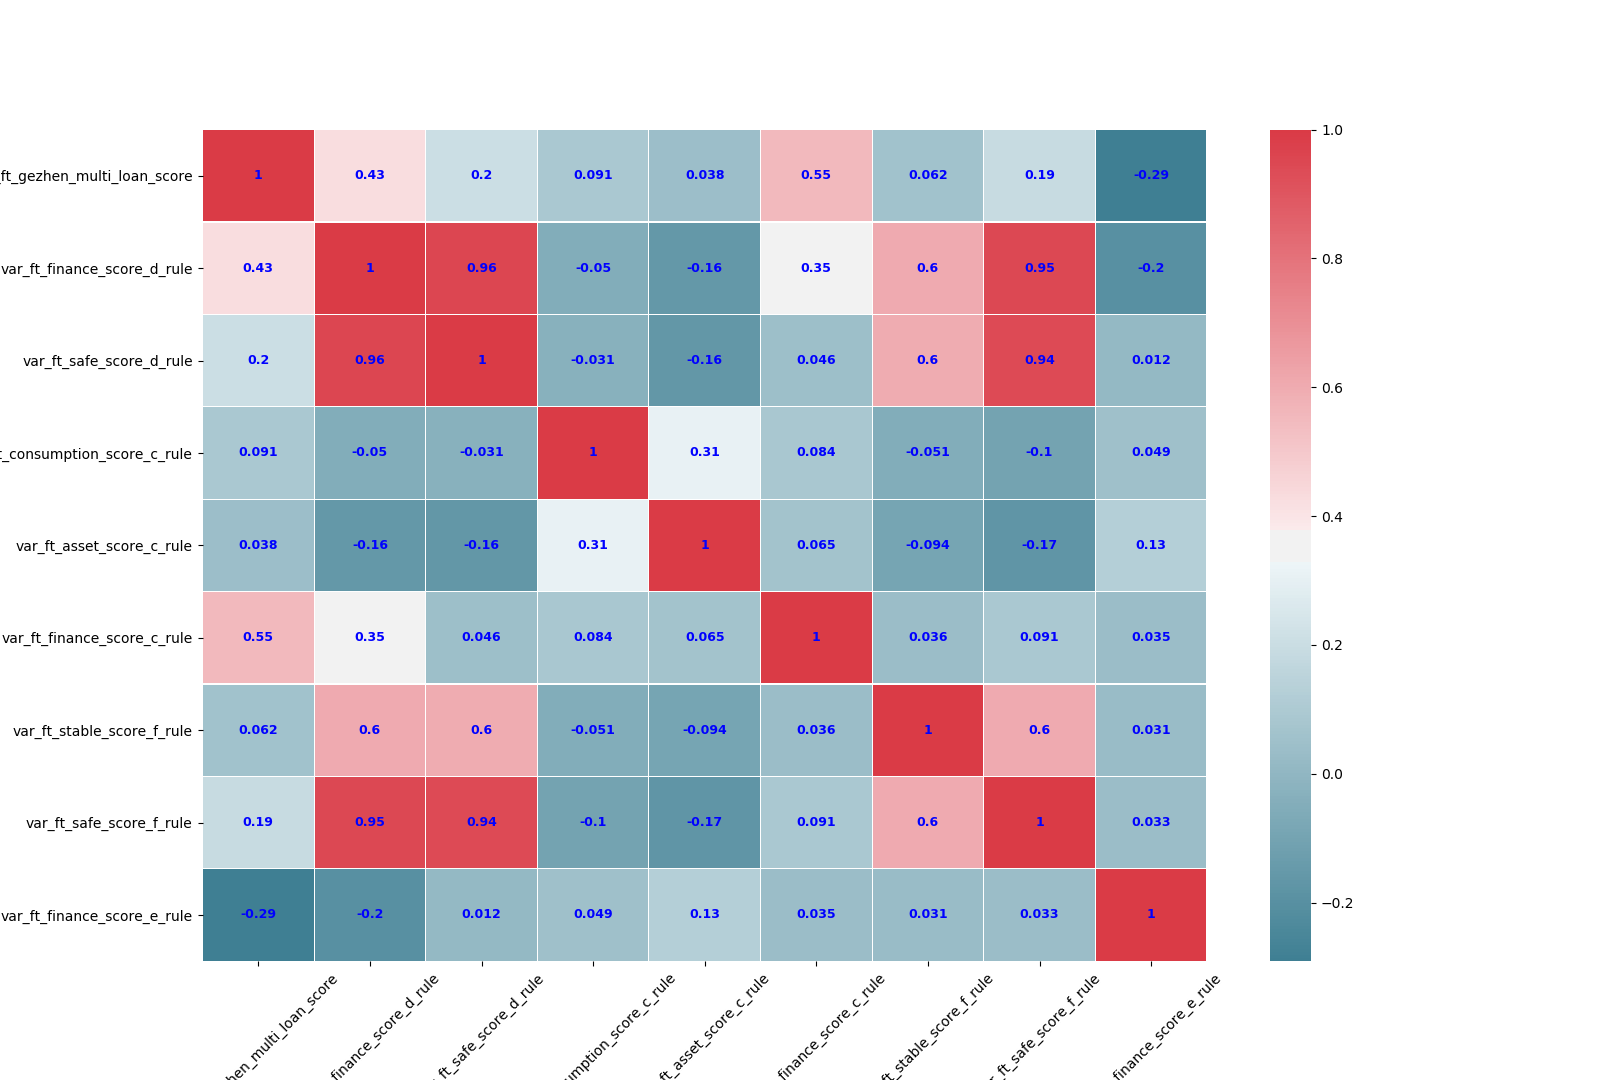 ft_gezhen_multi_loan_score 1 0.43 0.2 0.091 0.038 0.55 0.062 0.19 -0.29
var_ft_finance_score_d_rule 0.43 1 0.96 -0.05 -0.16 0.35 0.6 0.95 -0.2
var_ft_safe_score_d_rule 0.2 0.96 1 -0.031 -0.16 0.046 0.6 0.94 0.012
t_consumption_score_c_rule 0.091 -0.05 -0.031 1 0.31 0.084 -0.051 -0.1 0.049
var_ft_asset_score_c_rule 0.038 -0.16 -0.16 0.31 1 0.065 -0.094 -0.17 0.13
var_ft_finance_score_c_rule 0.55 0.35 0.046 0.084 0.065 1 0.036 0.091 0.035
var_ft_stable_score_f_rule 0.062 0.6 0.6 -0.051 -0.094 0.036 1 0.6 0.031
var_ft_safe_score_f_rule 0.19 0.95 0.94 -0.1 -0.17 0.091 0.6 1 0.033
var_ft_finance_score_e_rule -0.29 -0.2 0.012 0.049 0.13 0.035 0.031 0.033 1
hen_multi_loan_score
finance_score_d_rule
_ft_safe_score_d_rule
umption_score_c_rule
ft_asset_score_c_rule
finance_score_c_rule
ft_stable_score_f_rule
r_ft_safe_score_f_rule
finance_score_e_rule
1.0
0.8
0.6
0.4
0.2
0.0
−0.2